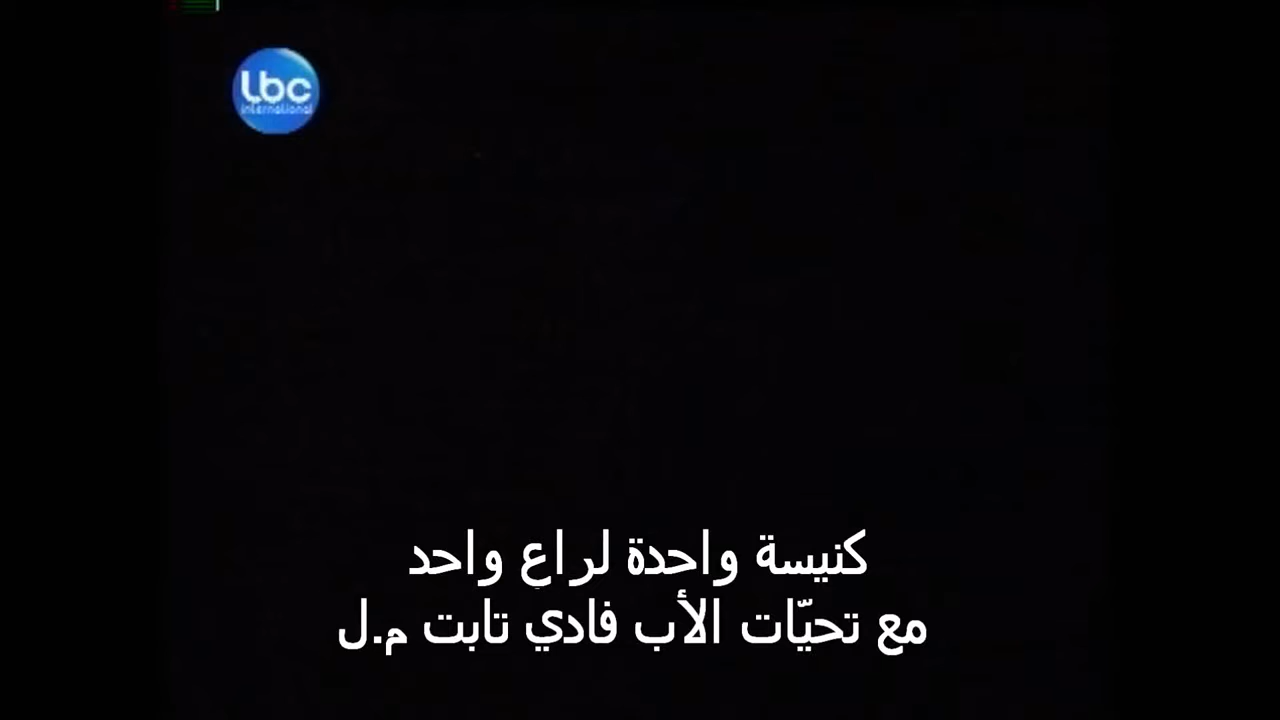 LBC
international
كنيسة واحدة لراعٍ واحد
مع تحيّات الأب فادي تابت م.ل